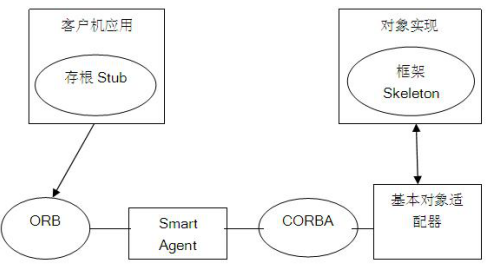 客户机应用
存根 Stub
对象实现
框架
Skeleton
ORB
Smart
Agent
CORBA
基本对象适
配器